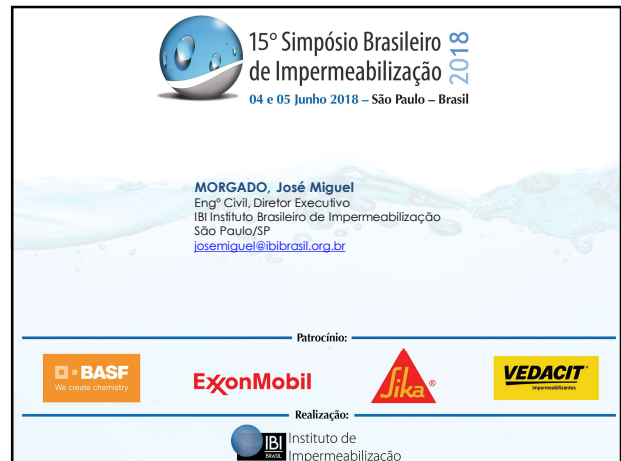 15º Simpósio Brasileiro
de Impermeabilização
2018
04 e 05 Junho 2018 – São Paulo – Brasil
MORGADO, José Miguel
Engº Civil, Diretor Executivo
IBI Instituto Brasileiro de Impermeabilização
São Paulo/SP
josemiguel@ibibrasil.org.br
Patrocínio:
BASF
We create chemistry
ExxonMobil
Sika®
VEDACIT
impermeabilizantes
Realização:
IBI
BRASIL
Instituto de
Impermeabilização